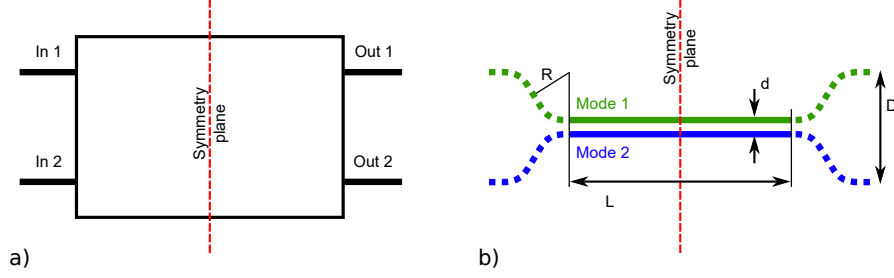 In 1
Out 1
Symmetry
plane
In 2
Out 2
a)
Symmetry
plane
R
d
Mode 1
D
Mode 2
L
b)